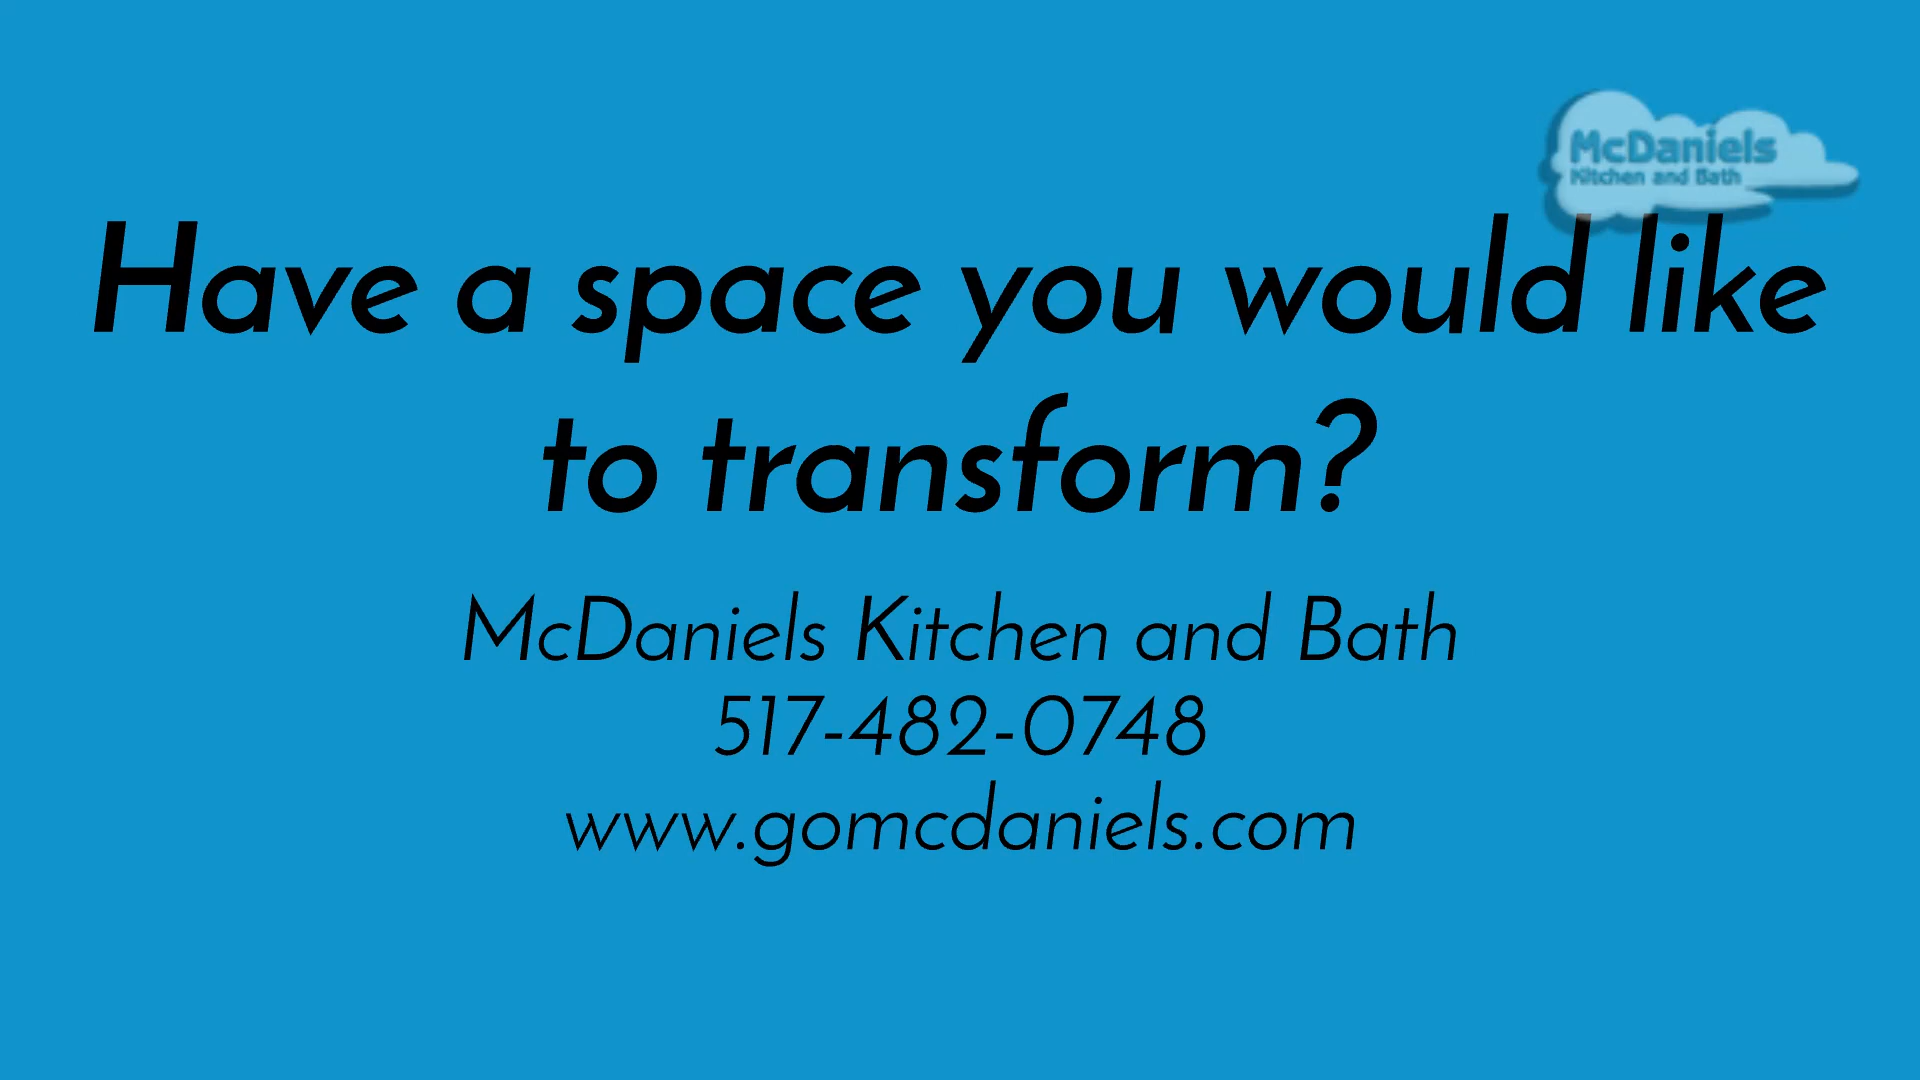 McDaniels
Kitchen and Bath
Have a space you would like
to transform?
McDaniels Kitchen and Bath
517-482-0748
www.gomcdaniels.com